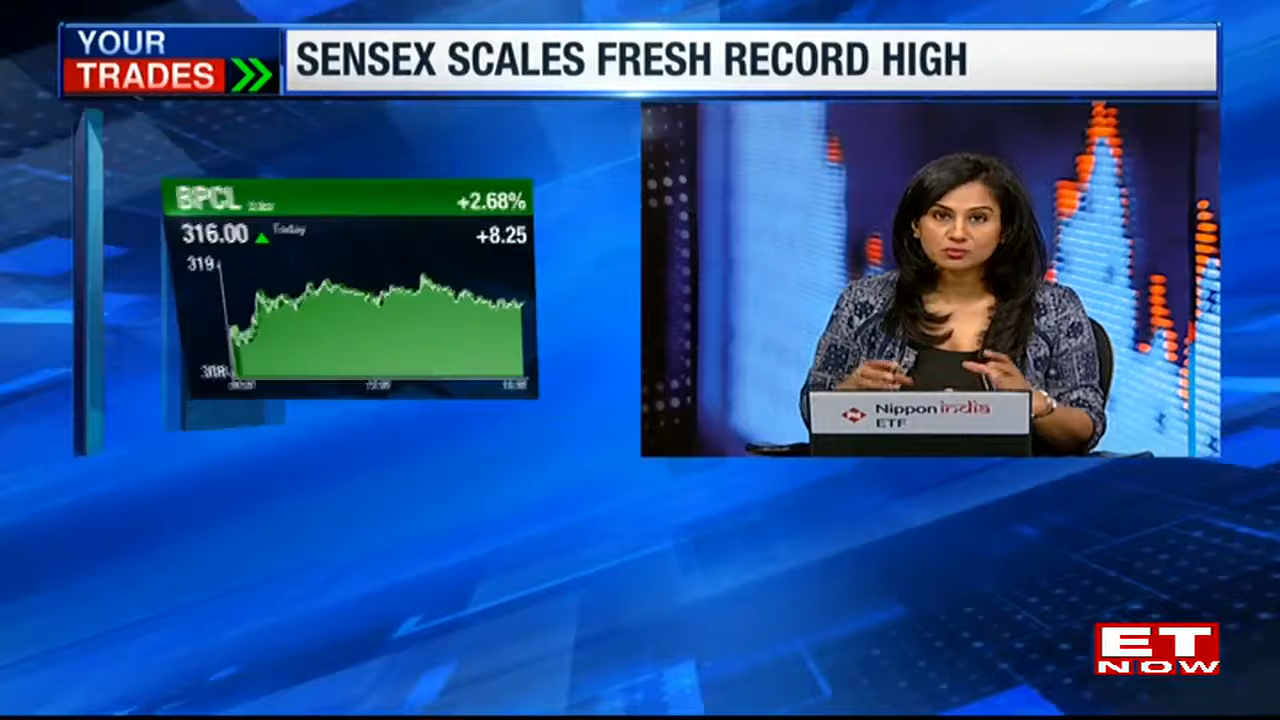 YOUR
TRADES
SENSEX SCALES FRESH RECORD HIGH
BPCL +2.68%
316.00 Today +8.25
319
308
Nippon india
ETF
ET
NOW